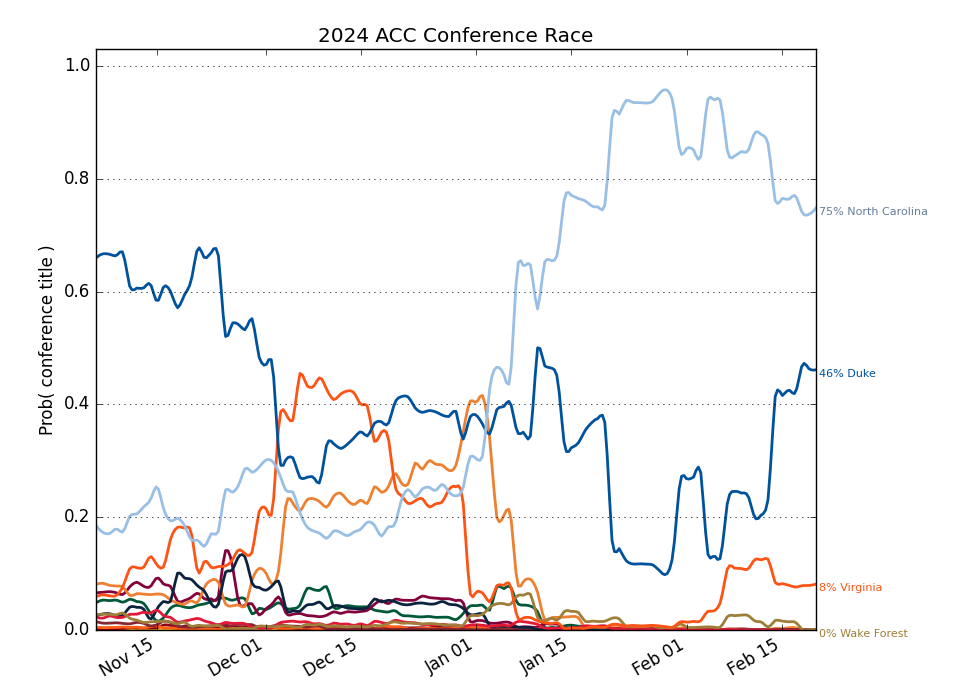 2024 ACC Conference Race
Prob( conference title )
1.0
0.8
0.6
0.4
0.2
0.0
75% North Carolina
46% Duke
8% Virginia
0% Wake Forest
Nov 15
Dec 01
Dec 15
Jan 01
Jan 15
Feb 01
Feb 15